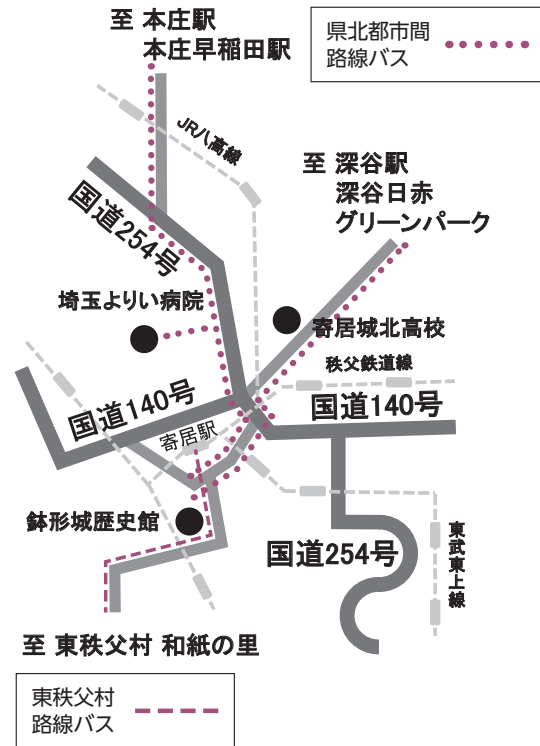 至 本庄駅
本庄早稲田駅
県北都市間
路線バス
JR八高線
至 深谷駅
深谷日赤
グリーンパーク
国道254号
埼玉よりい病院
寄居城北高校
秩父鉄道線
国道140号
国道140号
寄居駅
鉢形城歴史館
国道254号
東武東上線
至 東秩父村 和紙の里
東秩父村
路線バス